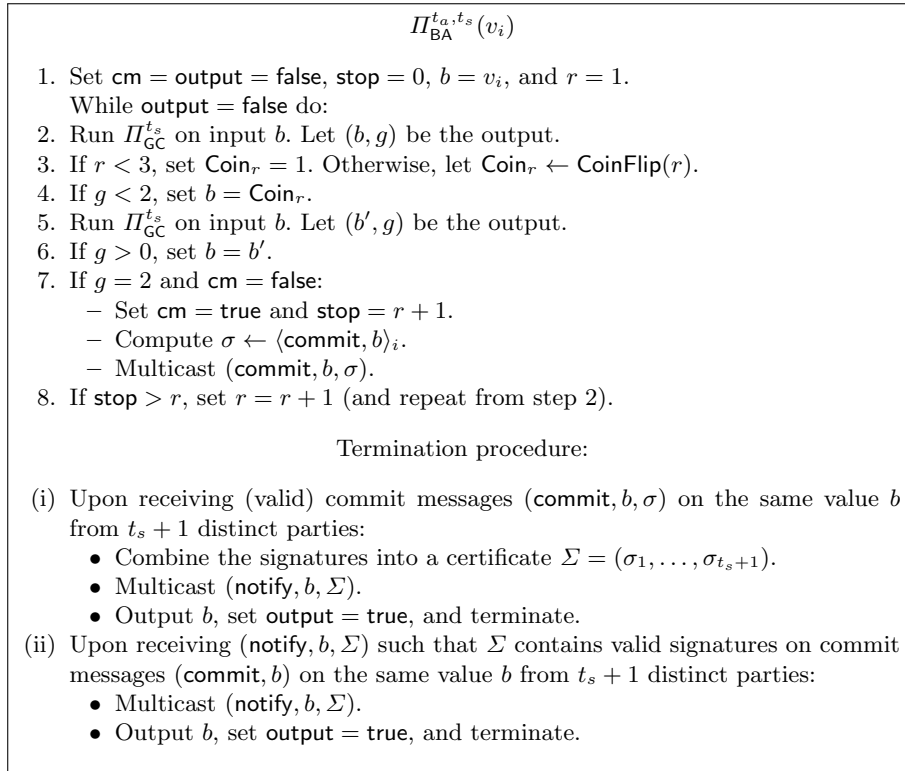 Π_BA^{t_a,t_s}(v_i)
1. Set cm = output = false, stop = 0, b = v_i, and r = 1.
While output = false do:
2. Run Π_GC^{t_s} on input b. Let (b, g) be the output.
3. If r < 3, set Coin_r = 1. Otherwise, let Coin_r ← CoinFlip(r).
4. If g < 2, set b = Coin_r.
5. Run Π_GC^{t_s} on input b. Let (b′, g) be the output.
6. If g > 0, set b = b′.
7. If g = 2 and cm = false:
– Set cm = true and stop = r + 1.
– Compute σ ← ⟨commit, b⟩_i.
– Multicast (commit, b, σ).
8. If stop > r, set r = r + 1 (and repeat from step 2).
Termination procedure:
(i) Upon receiving (valid) commit messages (commit, b, σ) on the same value b
from t_s + 1 distinct parties:
• Combine the signatures into a certificate Σ = (σ_1, . . . , σ_{t_s+1}).
• Multicast (notify, b, Σ).
• Output b, set output = true, and terminate.
(ii) Upon receiving (notify, b, Σ) such that Σ contains valid signatures on commit
messages (commit, b) on the same value b from t_s + 1 distinct parties:
• Multicast (notify, b, Σ).
• Output b, set output = true, and terminate.